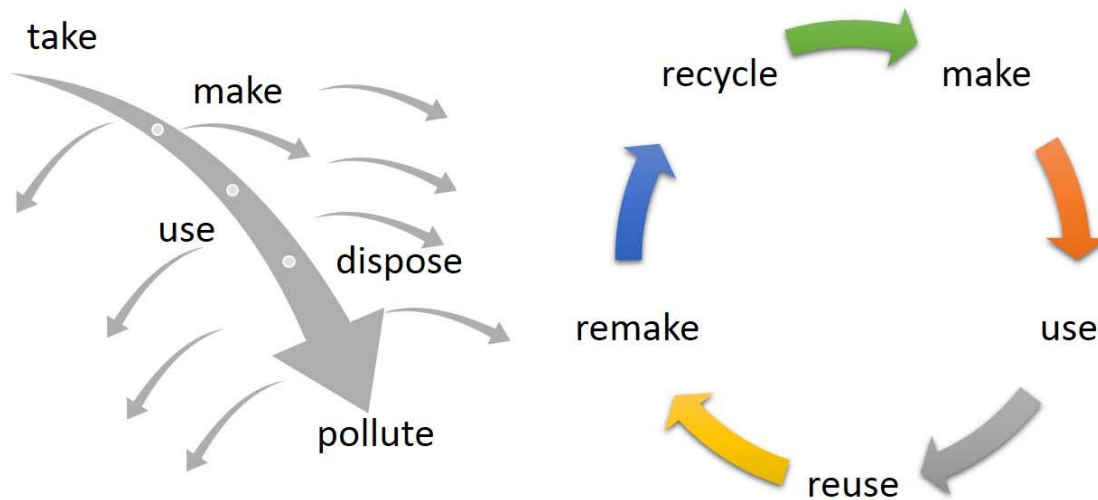 take
make
use
dispose
pollute
recycle
make
use
reuse
remake